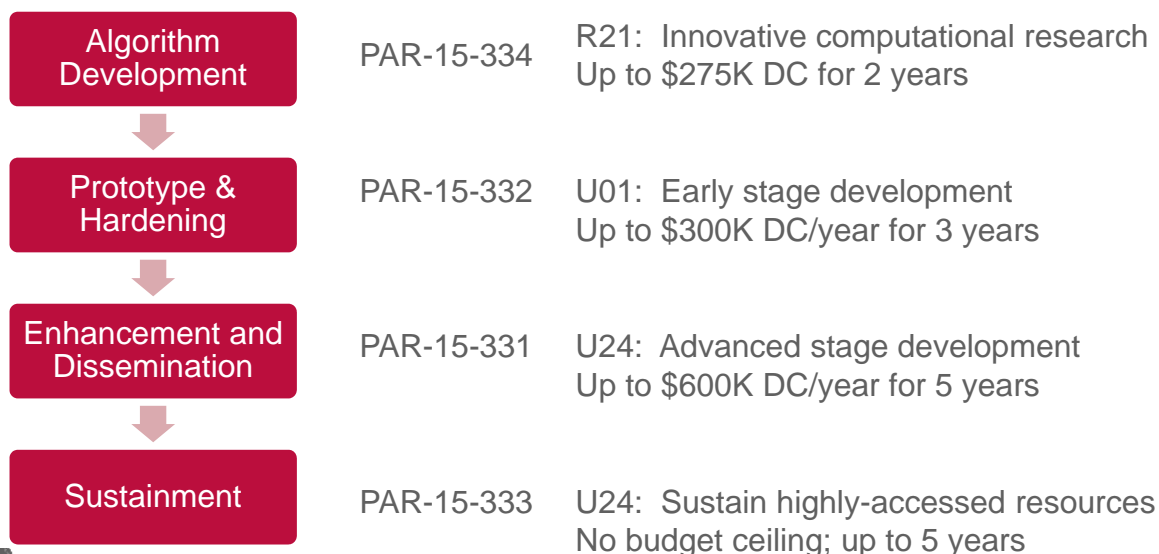 Algorithm
Development
PAR-15-334
R21: Innovative computational research
Up to $275K DC for 2 years
Prototype &
Hardening
PAR-15-332
U01: Early stage development
Up to $300K DC/year for 3 years
Enhancement and
Dissemination
PAR-15-331
U24: Advanced stage development
Up to $600K DC/year for 5 years
Sustainment
PAR-15-333
U24: Sustain highly-accessed resources
No budget ceiling; up to 5 years